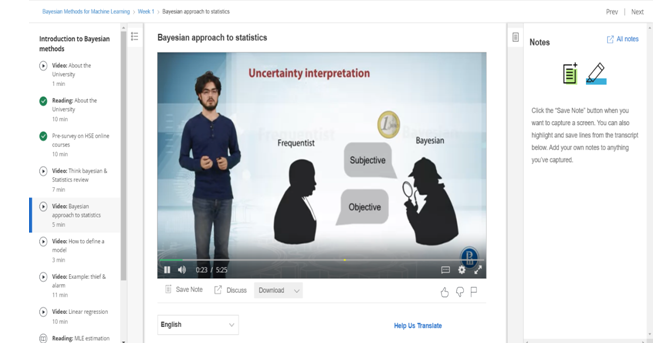 Bayesian Methods for Machine Learning > Week 1 > Bayesian approach to statistics
Prev | Next
Introduction to Bayesian
methods
Video: About the
University
1 min
Reading: About the
University
10 min
Pre-survey on HSE online
courses
10 min
Video: Think bayesian &
Statistics review
7 min
Video: Bayesian
approach to statistics
5 min
Video: How to define a
model
3 min
Video: Example: thief &
alarm
11 min
Video: Linear regression
10 min
Reading: MLE estimation
Bayesian approach to statistics
Uncertainty interpretation
Frequentist
Bayesian
Subjective
Objective
0:23 / 5:25
Save Note
Discuss
Download
English
Help Us Translate
Notes
All notes
Click the "Save Note" button when you
want to capture a screen. You can also
highlight and save lines from the transcript
below. Add your own notes to anything
you've captured.